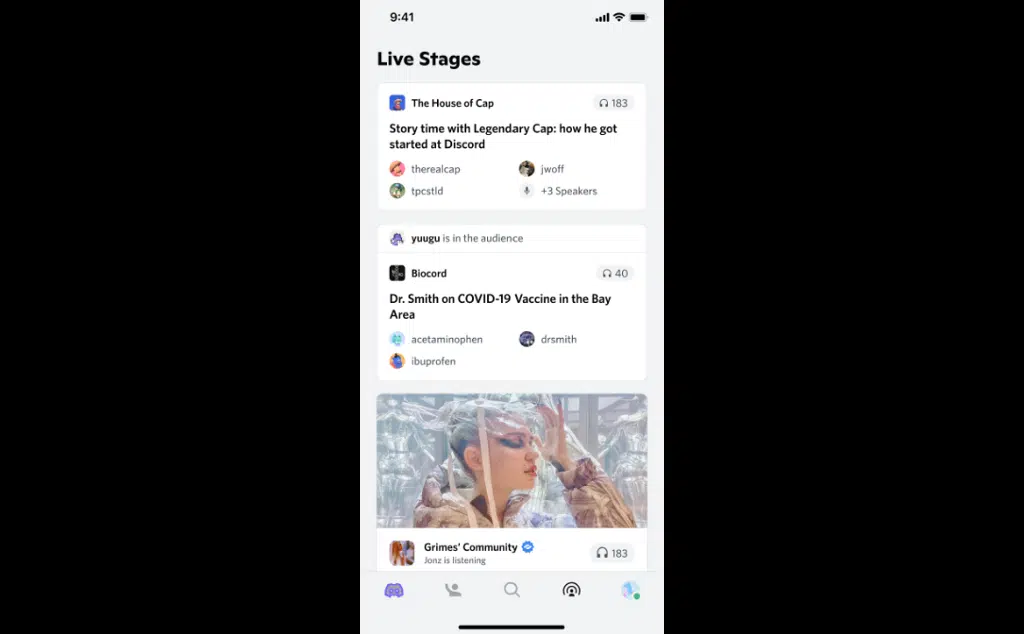 9:41
Live Stages
The House of Cap
183
Story time with Legendary Cap: how he got
started at Discord
therealcap
jwoff
tpcstld
+3 Speakers
yuugu is in the audience
Biocord
40
Dr. Smith on COVID-19 Vaccine in the Bay
Area
acetaminophen
drsmith
ibuprofen
Grimes' Community
183
Jonz is listening